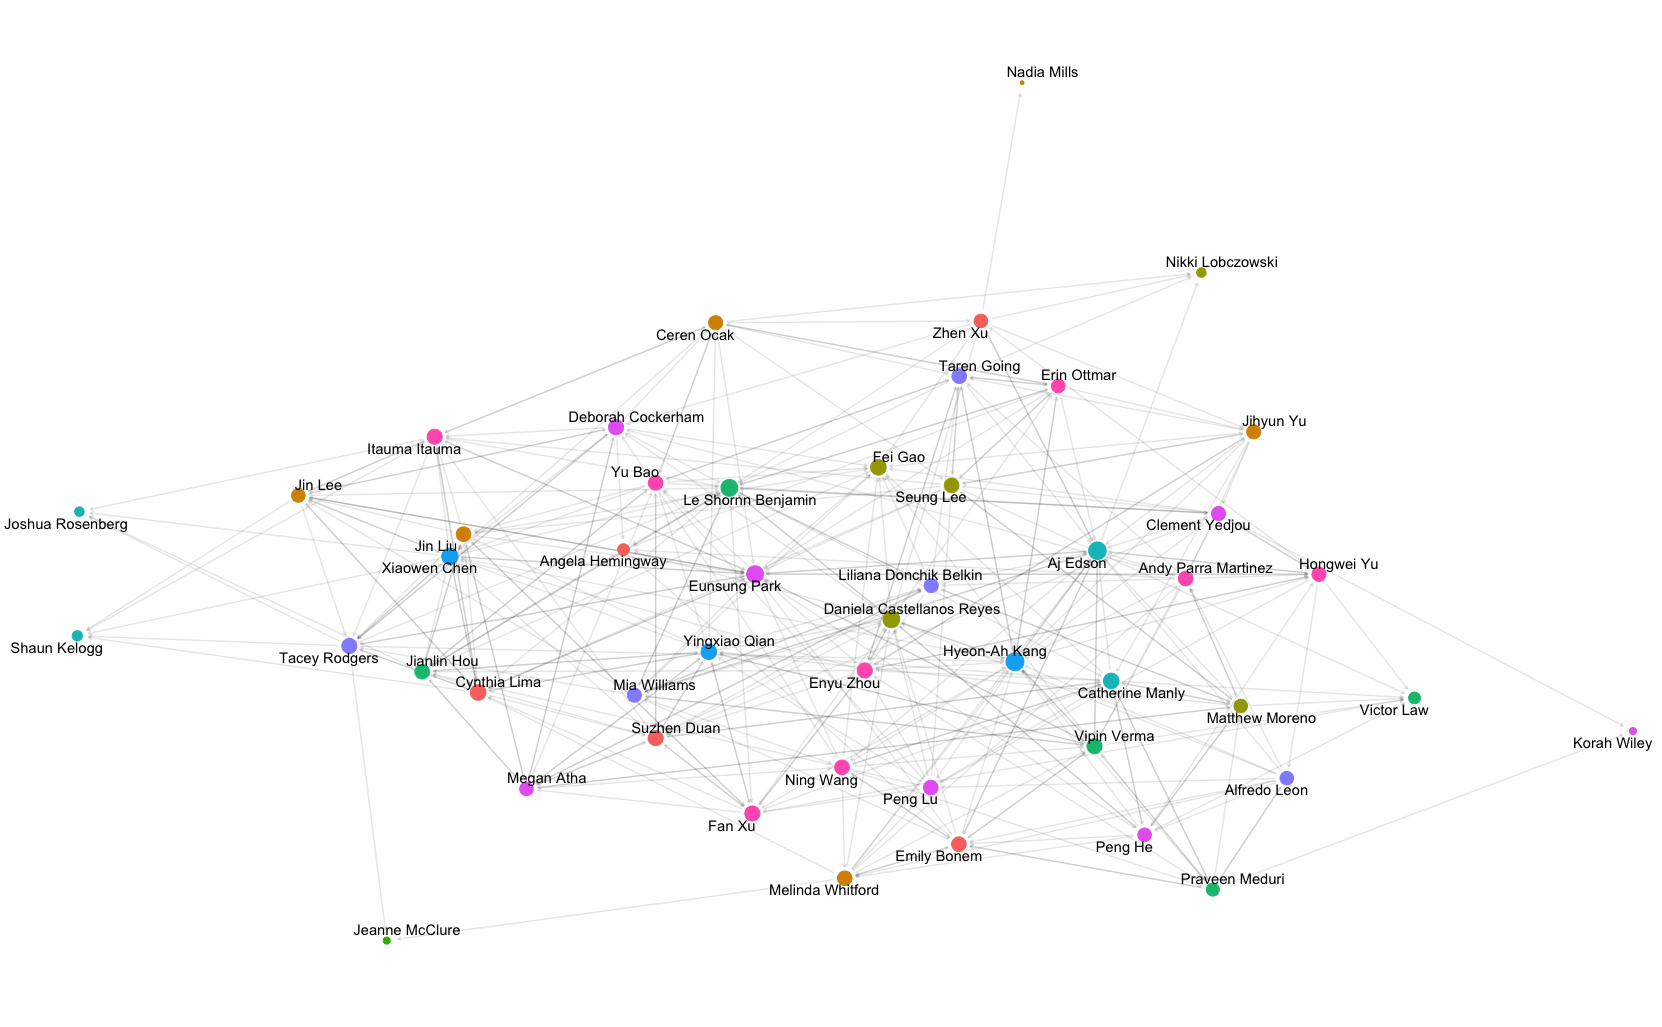 Nadia Mills
Nikki Lobczowski
Ceren Ocak
Zhen Xu
Taren Going
Erin Ottmar
Deborah Cockerham
Jihyun Yu
Itauma Itauma
Fei Gao
Yu Bao
Jin Lee
Le Shornn Benjamin
Seung Lee
Joshua Rosenberg
Clement Yedjou
Jin Liu
Angela Hemingway
Xiaowen Chen
Aj Edson
Andy Parra Martinez
Hongwei Yu
Liliana Donchik Belkin
Eunsung Park
Daniela Castellanos Reyes
Shaun Kelogg
Tacey Rodgers
Jianlin Hou
Yingxiao Qian
Hyeon-Ah Kang
Cynthia Lima
Mia Williams
Enyu Zhou
Catherine Manly
Victor Law
Matthew Moreno
Suzhen Duan
Vipin Verma
Korah Wiley
Megan Atha
Ning Wang
Peng Lu
Alfredo Leon
Fan Xu
Peng He
Emily Bonem
Praveen Meduri
Melinda Whitford
Jeanne McClure